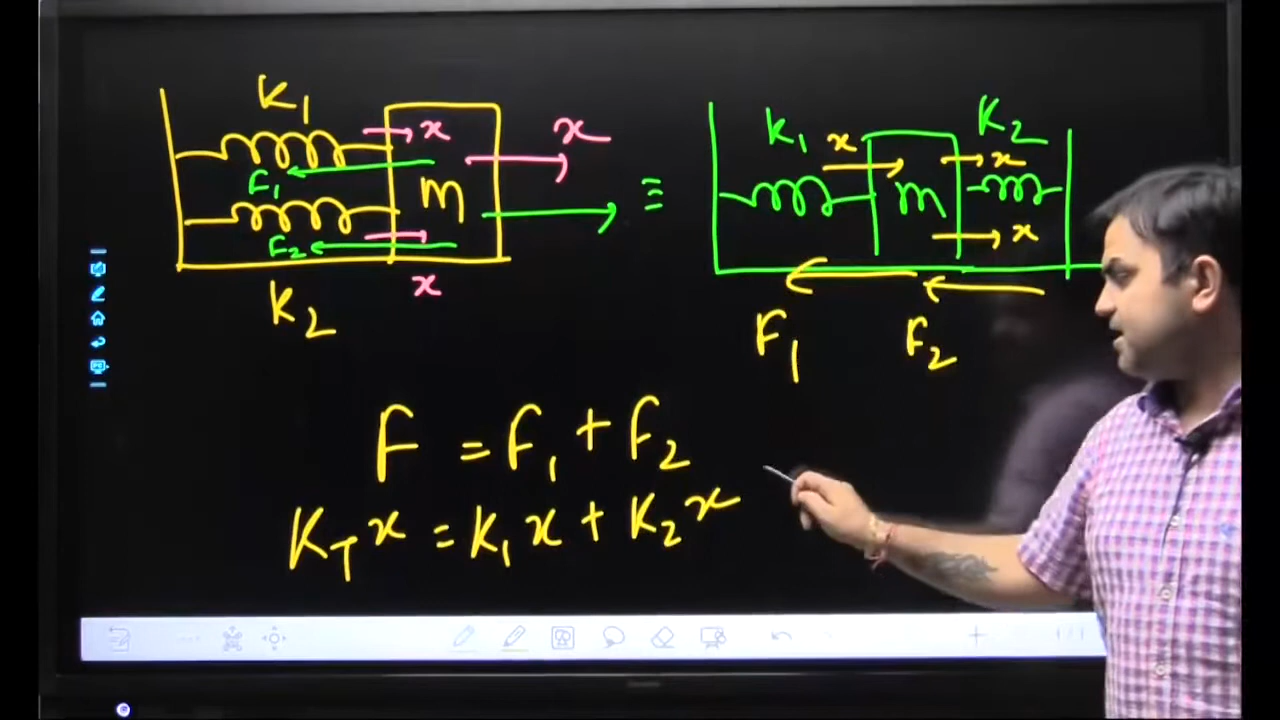 K1
x
x
F1
m
F2
x
K2
≡
K1
x
K2
x
m
x
F1
F2
F = F1 + F2
KT x = K1 x + K2 x